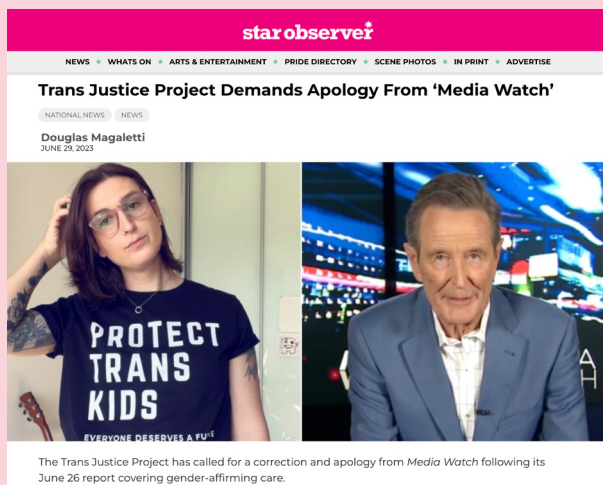 star observer
NEWS ★ WHATS ON ★ ARTS & ENTERTAINMENT ★ PRIDE DIRECTORY ★ SCENE PHOTOS ★ IN PRINT ★ ADVERTISE
Trans Justice Project Demands Apology From ‘Media Watch’
NATIONAL NEWS NEWS
Douglas Magaletti
JUNE 29, 2023
PROTECT
TRANS
KIDS
EVERYONE DESERVES A
The Trans Justice Project has called for a correction and apology from Media Watch following its
June 26 report covering gender-affirming care.